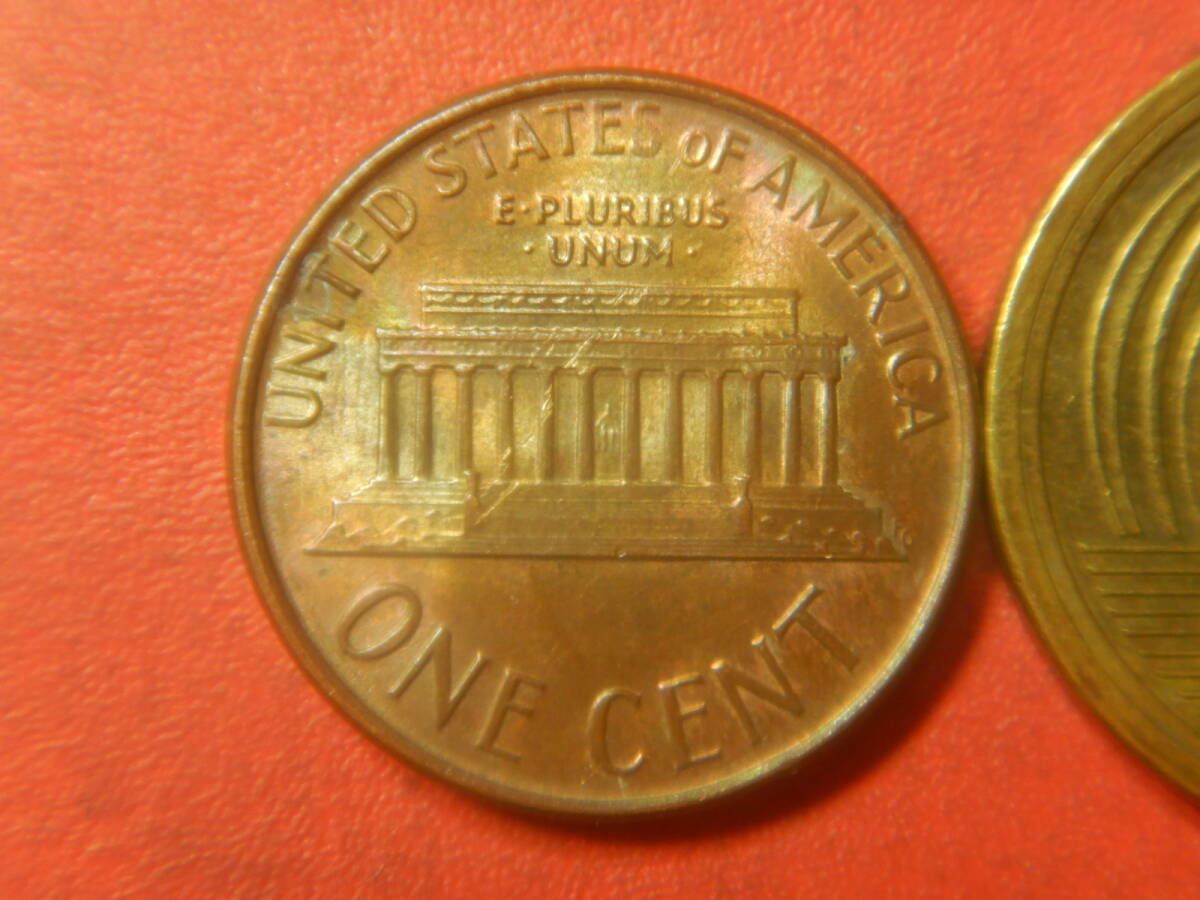 UNITED STATES OF AMERICA
E·PLURIBUS
·UNUM·
ONE CENT